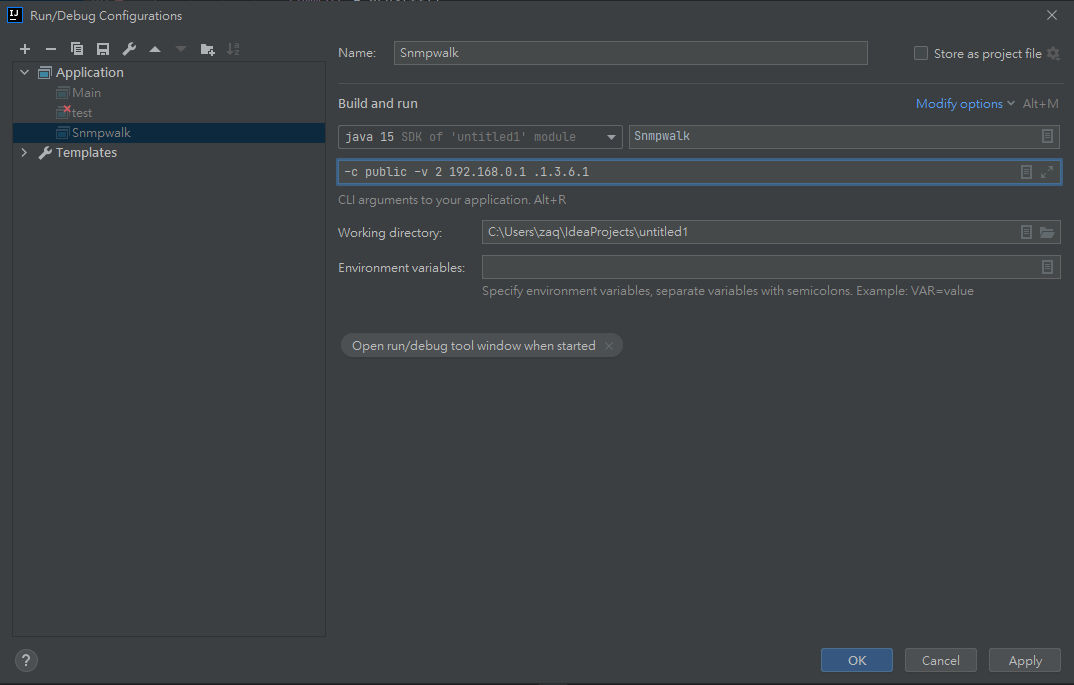 IJ Run/Debug Configurations
Name: Snmpwalk Store as project file
Application
Main
test
Snmpwalk
Templates
Build and run Modify options Alt+M
java 15 SDK of 'untitled1' module Snmpwalk
-c public -v 2 192.168.0.1 .1.3.6.1
CLI arguments to your application. Alt+R
Working directory: C:\Users\zaq\IdeaProjects\untitled1
Environment variables:
Specify environment variables, separate variables with semicolons. Example: VAR=value
Open run/debug tool window when started
? OK Cancel Apply